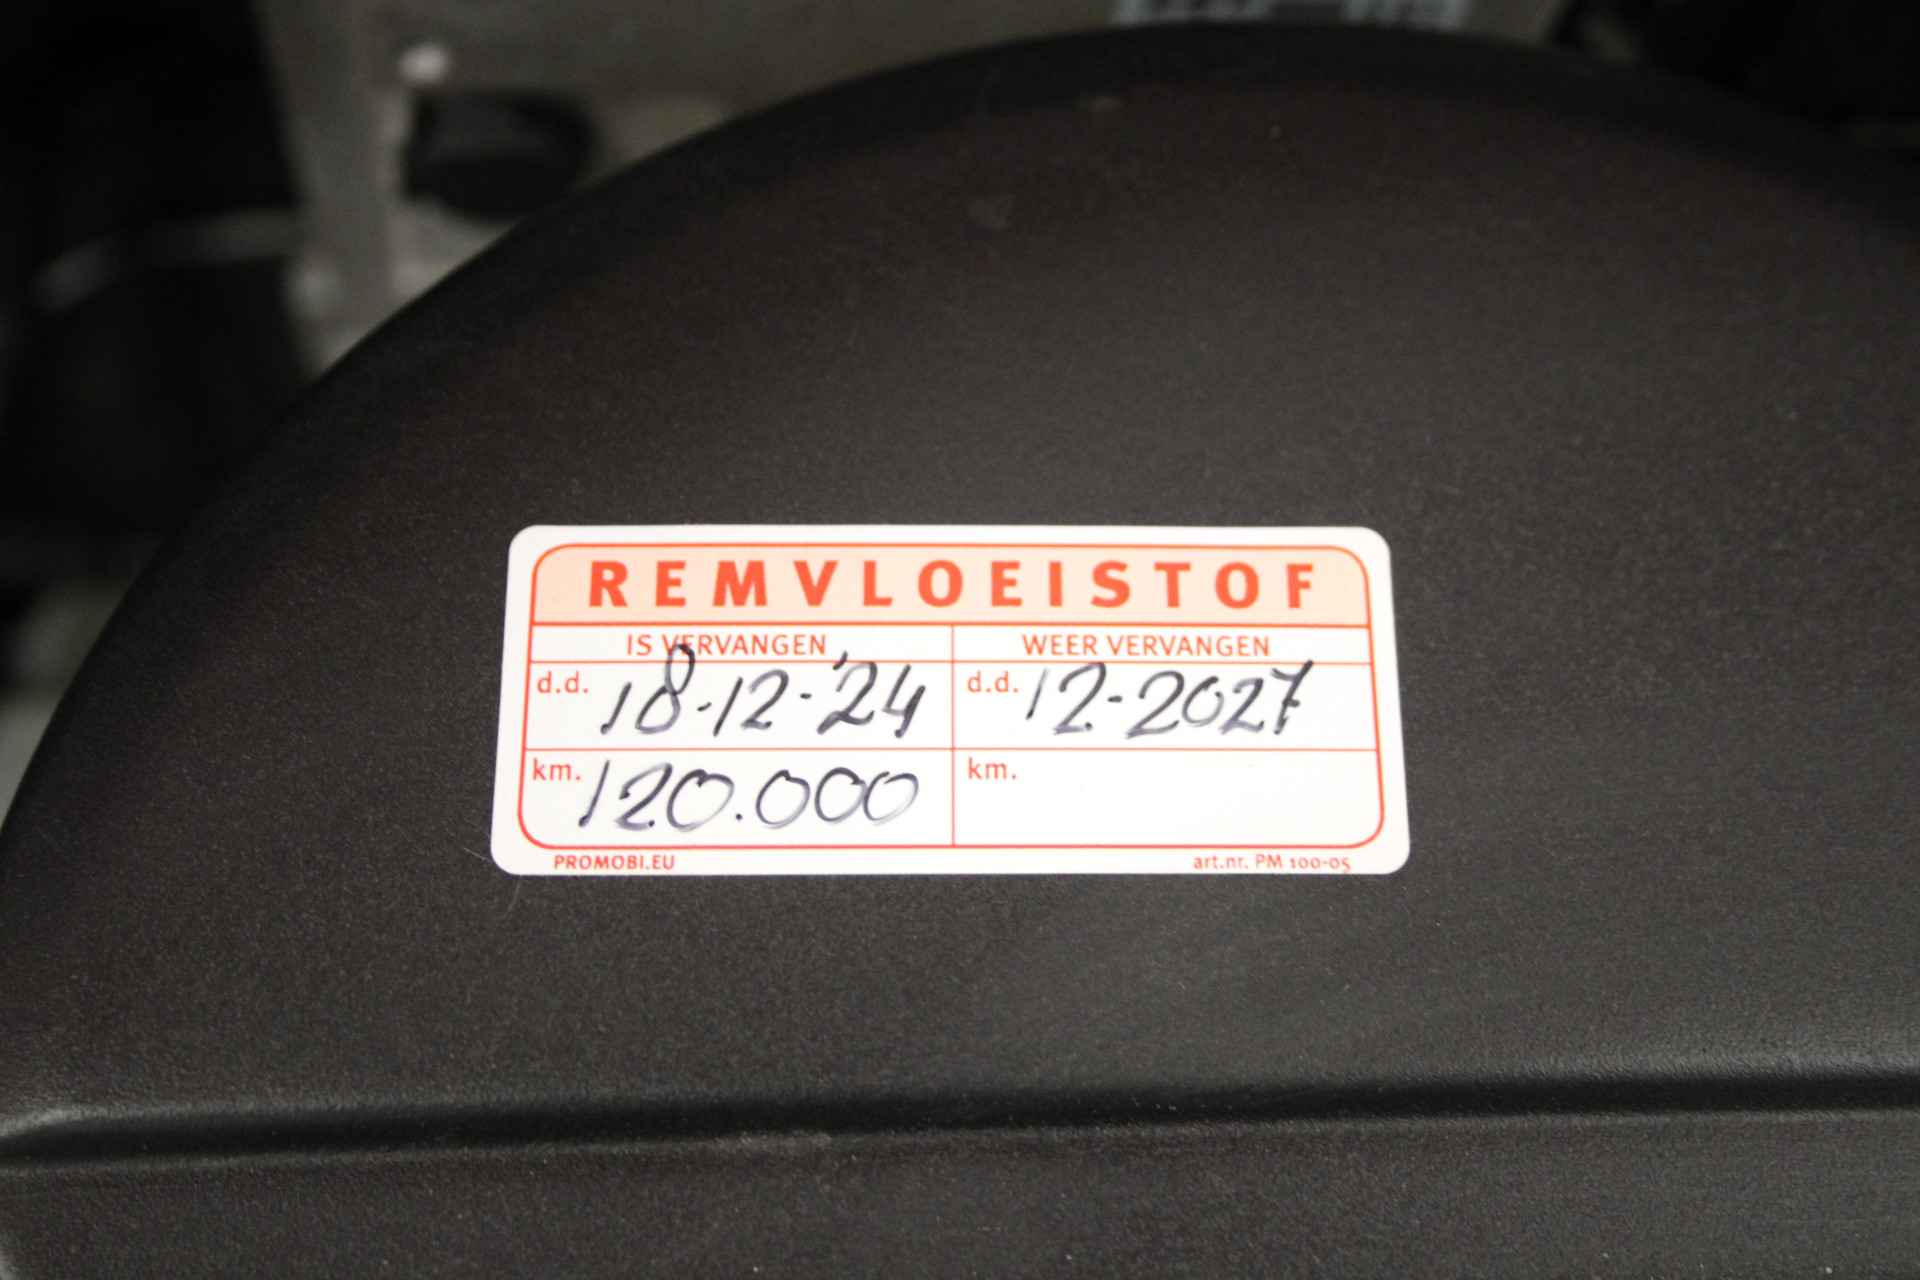 REMVLOEISTOF
IS VERVANGEN WEER VERVANGEN
d.d. 18-12-'24 d.d. 12-2027
km. 120.000 km.
PROMOBI.EU art.nr. PM 100-05